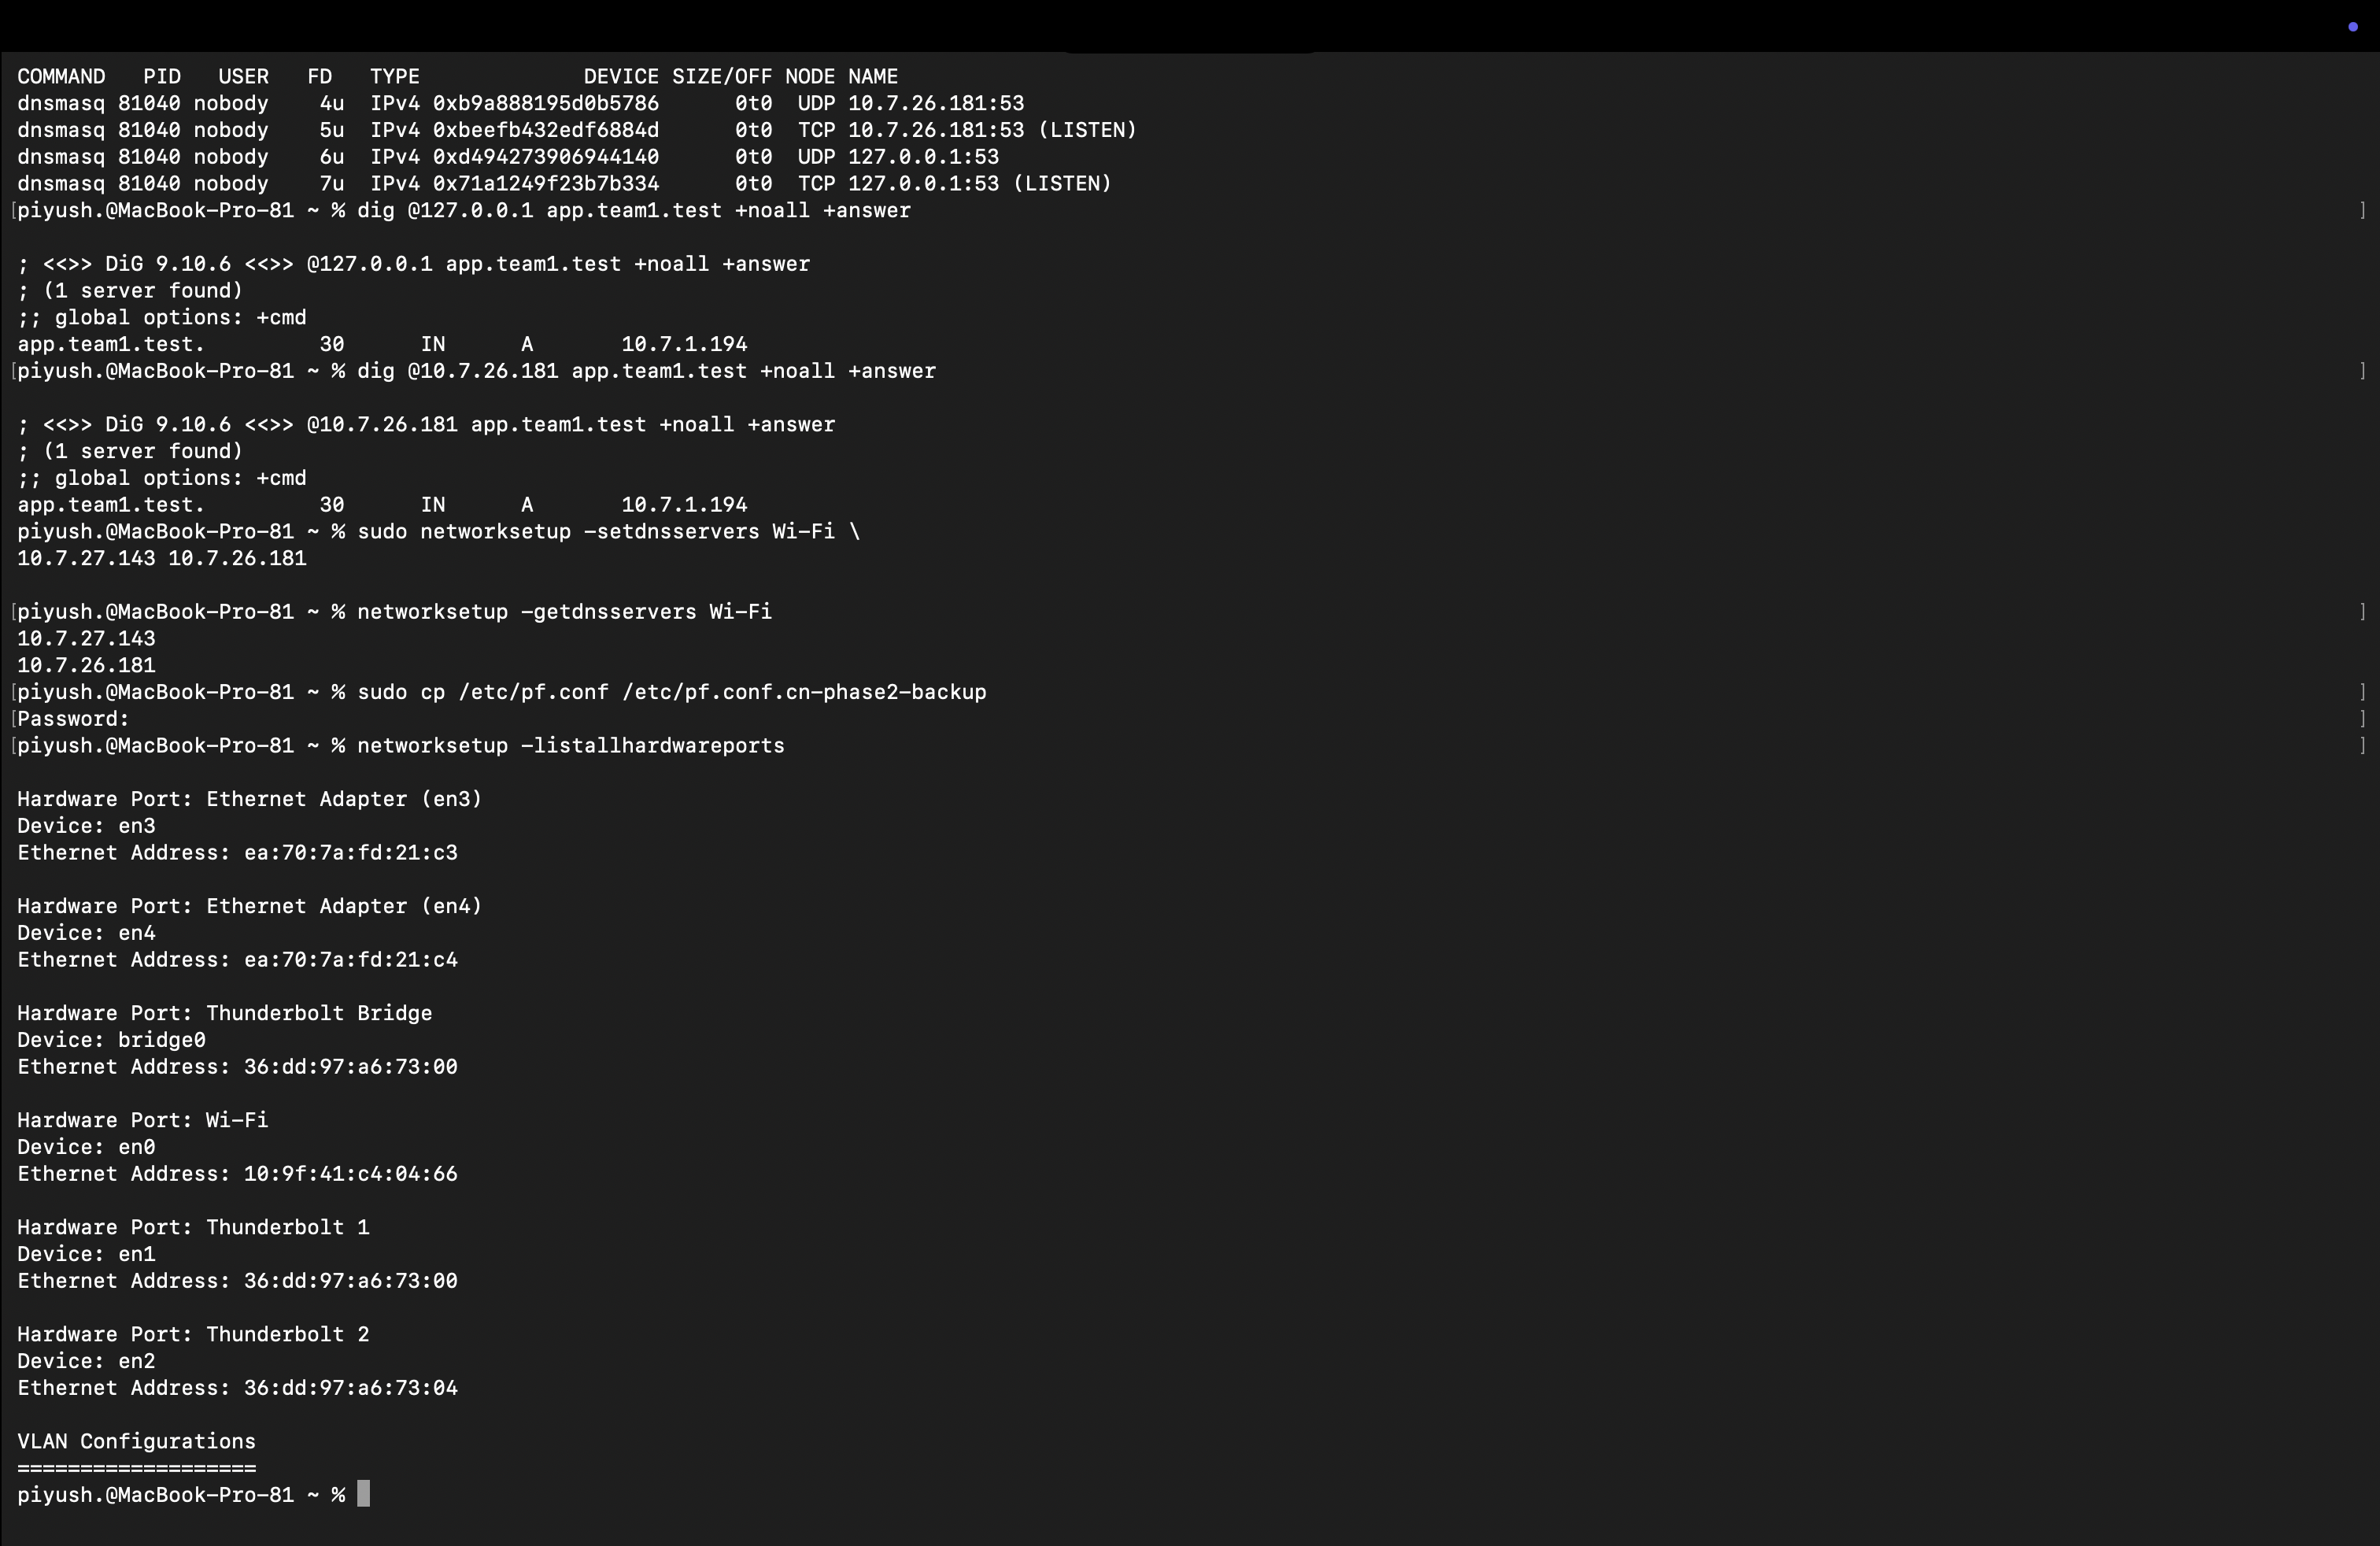 COMMAND   PID   USER   FD   TYPE             DEVICE SIZE/OFF NODE NAME
dnsmasq 81040 nobody    4u  IPv4 0xb9a888195d0b5786      0t0  UDP 10.7.26.181:53
dnsmasq 81040 nobody    5u  IPv4 0xbeefb432edf6884d      0t0  TCP 10.7.26.181:53 (LISTEN)
dnsmasq 81040 nobody    6u  IPv4 0xd494273906944140      0t0  UDP 127.0.0.1:53
dnsmasq 81040 nobody    7u  IPv4 0x71a1249f23b7b334      0t0  TCP 127.0.0.1:53 (LISTEN)
[piyush.@MacBook-Pro-81 ~ % dig @127.0.0.1 app.team1.test +noall +answer ]

; <<>> DiG 9.10.6 <<>> @127.0.0.1 app.team1.test +noall +answer
; (1 server found)
;; global options: +cmd
app.team1.test.         30      IN      A       10.7.1.194
[piyush.@MacBook-Pro-81 ~ % dig @10.7.26.181 app.team1.test +noall +answer ]

; <<>> DiG 9.10.6 <<>> @10.7.26.181 app.team1.test +noall +answer
; (1 server found)
;; global options: +cmd
app.team1.test.         30      IN      A       10.7.1.194
piyush.@MacBook-Pro-81 ~ % sudo networksetup -setdnsservers Wi-Fi \
10.7.27.143 10.7.26.181

[piyush.@MacBook-Pro-81 ~ % networksetup -getdnsservers Wi-Fi ]
10.7.27.143
10.7.26.181
[piyush.@MacBook-Pro-81 ~ % sudo cp /etc/pf.conf /etc/pf.conf.cn-phase2-backup ]
[Password: ]
[piyush.@MacBook-Pro-81 ~ % networksetup -listallhardwareports ]

Hardware Port: Ethernet Adapter (en3)
Device: en3
Ethernet Address: ea:70:7a:fd:21:c3

Hardware Port: Ethernet Adapter (en4)
Device: en4
Ethernet Address: ea:70:7a:fd:21:c4

Hardware Port: Thunderbolt Bridge
Device: bridge0
Ethernet Address: 36:dd:97:a6:73:00

Hardware Port: Wi-Fi
Device: en0
Ethernet Address: 10:9f:41:c4:04:66

Hardware Port: Thunderbolt 1
Device: en1
Ethernet Address: 36:dd:97:a6:73:00

Hardware Port: Thunderbolt 2
Device: en2
Ethernet Address: 36:dd:97:a6:73:04

VLAN Configurations
===================
piyush.@MacBook-Pro-81 ~ %